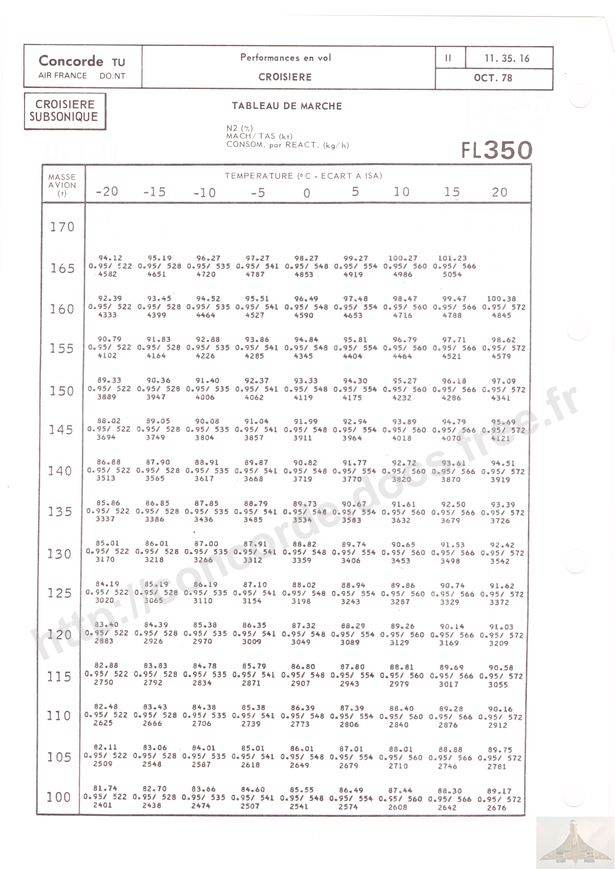 Concorde TU
AIR FRANCE DO.NT
Performances en vol
CROISIERE
II
11. 35. 16
OCT. 78
CROISIERE
SUBSONIQUE
TABLEAU DE MARCHE
N2 (%)
MACH/TAS (kt)
CONSOM. par REACT. (kg/h)
FL350
MASSE
AVION
(t)
TEMPERATURE (°C - ECART A ISA)
-20 -15 -10 -5 0 5 10 15 20
170
94.12 95.19 96.27 97.27 98.27 99.27 100.27 101.23
165 0.95/ 522 0.95/ 528 0.95/ 535 0.95/ 541 0.95/ 548 0.95/ 554 0.95/ 560 0.95/ 566
4582 4651 4720 4787 4853 4919 4986 5054
92.39 93.45 94.52 95.51 96.49 97.48 98.47 99.47 100.38
160 0.95/ 522 0.95/ 528 0.95/ 535 0.95/ 541 0.95/ 548 0.95/ 554 0.95/ 560 0.95/ 566 0.95/ 572
4333 4399 4464 4527 4590 4653 4716 4788 4845
90.79 91.83 92.88 93.86 94.84 95.81 96.79 97.71 98.62
155 0.95/ 522 0.95/ 528 0.95/ 535 0.95/ 541 0.95/ 548 0.95/ 554 0.95/ 560 0.95/ 566 0.95/ 572
4102 4164 4226 4285 4345 4404 4464 4521 4579
89.33 90.36 91.40 92.37 93.33 94.30 95.27 96.18 97.09
150 0.95/ 522 0.95/ 528 0.95/ 535 0.95/ 541 0.95/ 548 0.95/ 554 0.95/ 560 0.95/ 566 0.95/ 572
3889 3947 4006 4062 4119 4175 4232 4286 4341
88.02 89.05 90.08 91.04 91.99 92.94 93.89 94.79 95.69
145 0.95/ 522 0.95/ 528 0.95/ 535 0.95/ 541 0.95/ 548 0.95/ 554 0.95/ 560 0.95/ 566 0.95/ 572
3694 3749 3804 3857 3911 3964 4018 4070 4121
86.88 87.90 88.91 89.87 90.82 91.77 92.72 93.61 94.51
140 0.95/ 522 0.95/ 528 0.95/ 535 0.95/ 541 0.95/ 548 0.95/ 554 0.95/ 560 0.95/ 566 0.95/ 572
3513 3565 3617 3668 3719 3770 3820 3870 3919
85.86 86.85 87.85 88.79 89.73 90.67 91.61 92.50 93.39
135 0.95/ 522 0.95/ 528 0.95/ 535 0.95/ 541 0.95/ 548 0.95/ 554 0.95/ 560 0.95/ 566 0.95/ 572
3337 3386 3436 3485 3534 3583 3632 3679 3726
85.01 86.01 87.00 87.91 88.82 89.74 90.65 91.53 92.42
130 0.95/ 522 0.95/ 528 0.95/ 535 0.95/ 541 0.95/ 548 0.95/ 554 0.95/ 560 0.95/ 566 0.95/ 572
3170 3218 3266 3312 3359 3406 3453 3498 3542
84.19 85.19 86.19 87.10 88.02 88.94 89.86 90.74 91.62
125 0.95/ 522 0.95/ 528 0.95/ 535 0.95/ 541 0.95/ 548 0.95/ 554 0.95/ 560 0.95/ 566 0.95/ 572
3020 3065 3110 3154 3198 3243 3287 3329 3372
83.40 84.39 85.38 86.35 87.32 88.29 89.26 90.14 91.03
120 0.95/ 522 0.95/ 528 0.95/ 535 0.95/ 541 0.95/ 548 0.95/ 554 0.95/ 560 0.95/ 566 0.95/ 572
2883 2926 2970 3009 3049 3089 3129 3169 3209
82.88 83.83 84.78 85.79 86.80 87.80 88.81 89.69 90.58
115 0.95/ 522 0.95/ 528 0.95/ 535 0.95/ 541 0.95/ 548 0.95/ 554 0.95/ 560 0.95/ 566 0.95/ 572
2750 2792 2834 2871 2907 2943 2979 3017 3055
82.48 83.43 84.38 85.38 86.39 87.39 88.40 89.28 90.16
110 0.95/ 522 0.95/ 528 0.95/ 535 0.95/ 541 0.95/ 548 0.95/ 554 0.95/ 560 0.95/ 566 0.95/ 572
2625 2666 2706 2739 2773 2806 2840 2876 2912
82.11 83.06 84.01 85.01 86.01 87.01 88.01 88.88 89.75
105 0.95/ 522 0.95/ 528 0.95/ 535 0.95/ 541 0.95/ 548 0.95/ 554 0.95/ 560 0.95/ 566 0.95/ 572
2509 2548 2587 2618 2649 2679 2710 2746 2781
81.74 82.70 83.66 84.60 85.55 86.49 87.44 88.30 89.17
100 0.95/ 522 0.95/ 528 0.95/ 535 0.95/ 541 0.95/ 548 0.95/ 554 0.95/ 560 0.95/ 566 0.95/ 572
2401 2438 2474 2507 2541 2574 2608 2642 2676
http://concorde.docs.free.fr